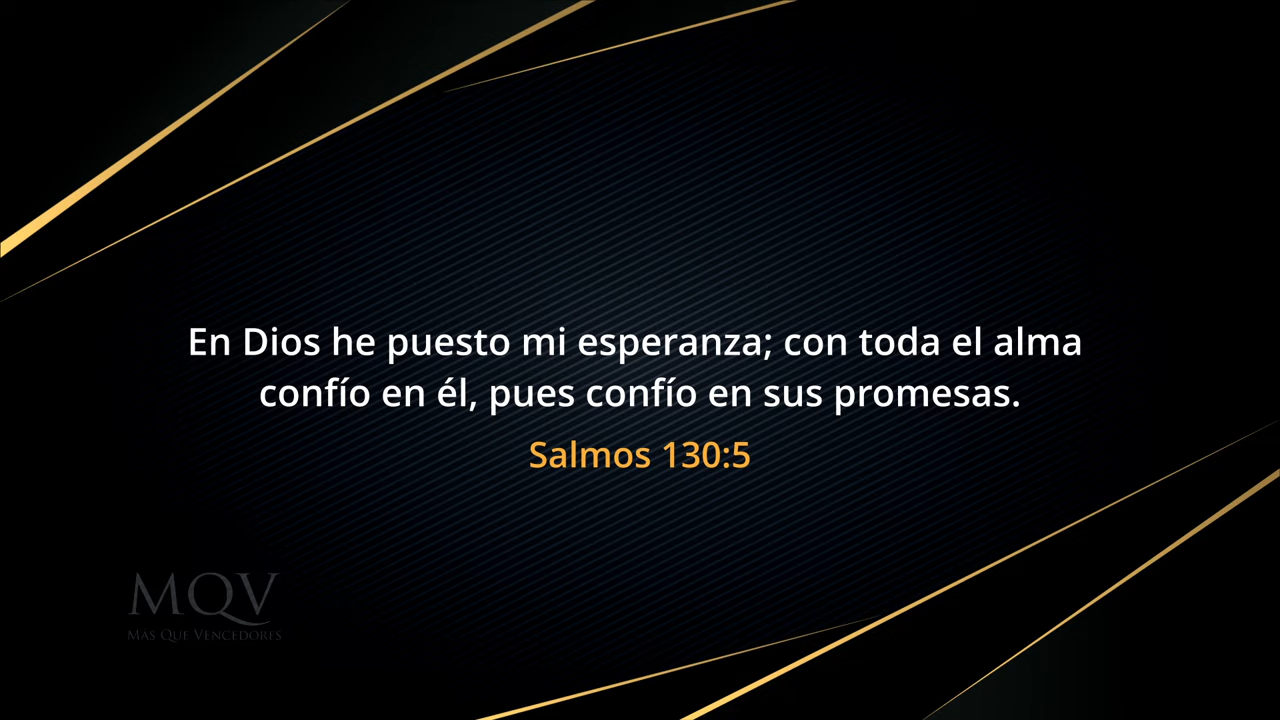 En Dios he puesto mi esperanza; con toda el alma
confío en él, pues confío en sus promesas.
Salmos 130:5
MQV
Más Que Vencedores